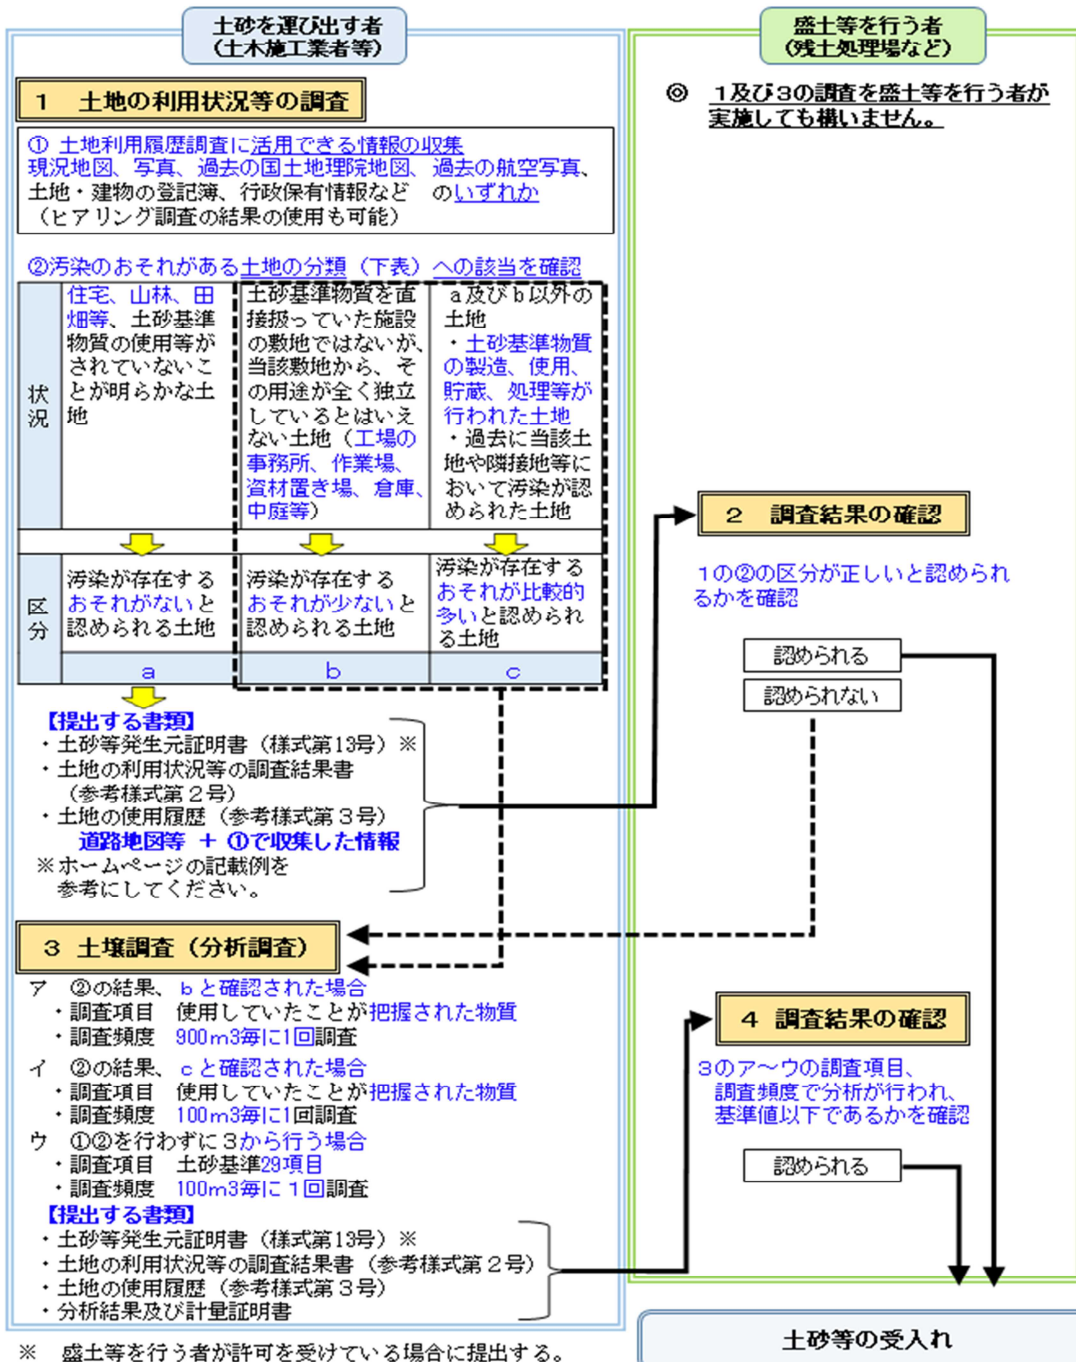 土砂を運び出す者
(土木施工業者等)
盛土等を行う者
(残土処理場など)
1 土地の利用状況等の調査
① 土地利用履歴調査に活用できる情報の収集
現況地図、写真、過去の国土地理院地図、過去の航空写真、
土地・建物の登記簿、行政保有情報など のいずれか
(ヒアリング調査の結果の使用も可能)
◎ 1及び3の調査を盛土等を行う者が
実施しても構いません。
②汚染のおそれがある土地の分類(下表)への該当を確認
状況
住宅、山林、田
畑等、土砂基準
物質の使用等が
されていないこ
とが明らかな土
地
土砂基準物質を直
接扱っていた施設
の敷地ではないが、
当該敷地から、そ
の用途が全く独立
しているとはいえ
ない土地(工場の
事務所、作業場、
資材置き場、倉庫、
中庭等)
a及びb以外の
土地
・土砂基準物質
の製造、使用、
貯蔵、処理等が
行われた土地
・過去に当該土
地や隣接地等に
おいて汚染が認
められた土地
区分
汚染が存在する
おそれがないと
認められる土地
汚染が存在する
おそれが少ないと
認められる土地
汚染が存在する
おそれが比較的
多いと認められ
る土地
a
b
c
【提出する書類】
・土砂等発生元証明書(様式第13号)※
・土地の利用状況等の調査結果書
(参考様式第2号)
・土地の使用履歴(参考様式第3号)
道路地図等 + ①で収集した情報
※ホームページの記載例を
参考にしてください。
2 調査結果の確認
1の②の区分が正しいと認められ
るかを確認
認められる
認められない
3 土壌調査(分析調査)
ア ②の結果、bと確認された場合
・調査項目 使用していたことが把握された物質
・調査頻度 900m3毎に1回調査
イ ②の結果、cと確認された場合
・調査項目 使用していたことが把握された物質
・調査頻度 100m3毎に1回調査
ウ ①②を行わずに3から行う場合
・調査項目 土砂基準29項目
・調査頻度 100m3毎に1回調査
【提出する書類】
・土砂等発生元証明書(様式第13号)※
・土地の利用状況等の調査結果書(参考様式第2号)
・土地の使用履歴(参考様式第3号)
・分析結果及び計量証明書
4 調査結果の確認
3のア~ウの調査項目、
調査頻度で分析が行われ、
基準値以下であるかを確認
認められる
土砂等の受入れ
※ 盛土等を行う者が許可を受けている場合に提出する。